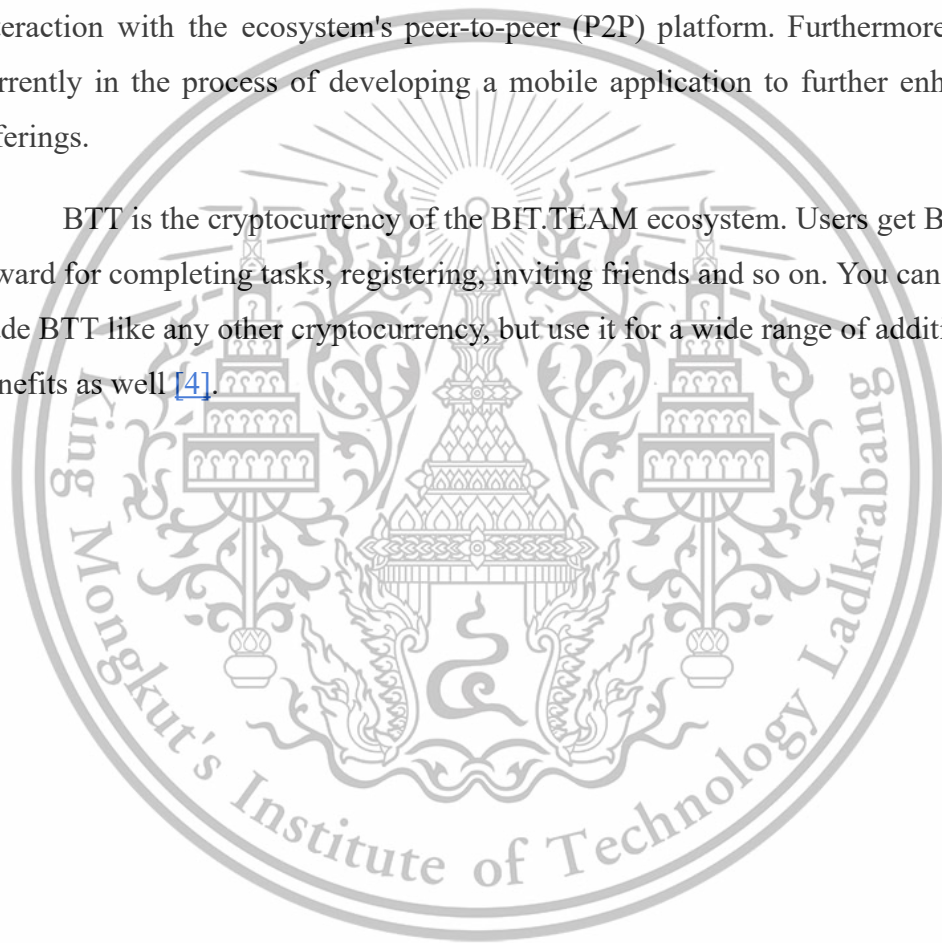 teraction with the ecosystem's peer-to-peer (P2P) platform. Furthermore
rrently in the process of developing a mobile application to further enh
ferings.
BTT is the cryptocurrency of the BIT.TEAM ecosystem. Users get B
ward for completing tasks, registering, inviting friends and so on. You can
de BTT like any other cryptocurrency, but use it for a wide range of additi
nefits as well [4].
King Mongkut's Institute of Technology Ladkrabang